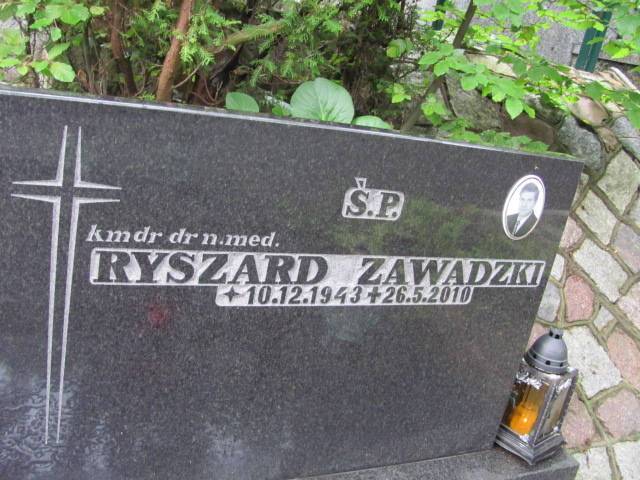 Ś.P.
kmdr dr n.med.
RYSZARD ZAWADZKI
10.12.1943 26.5.2010